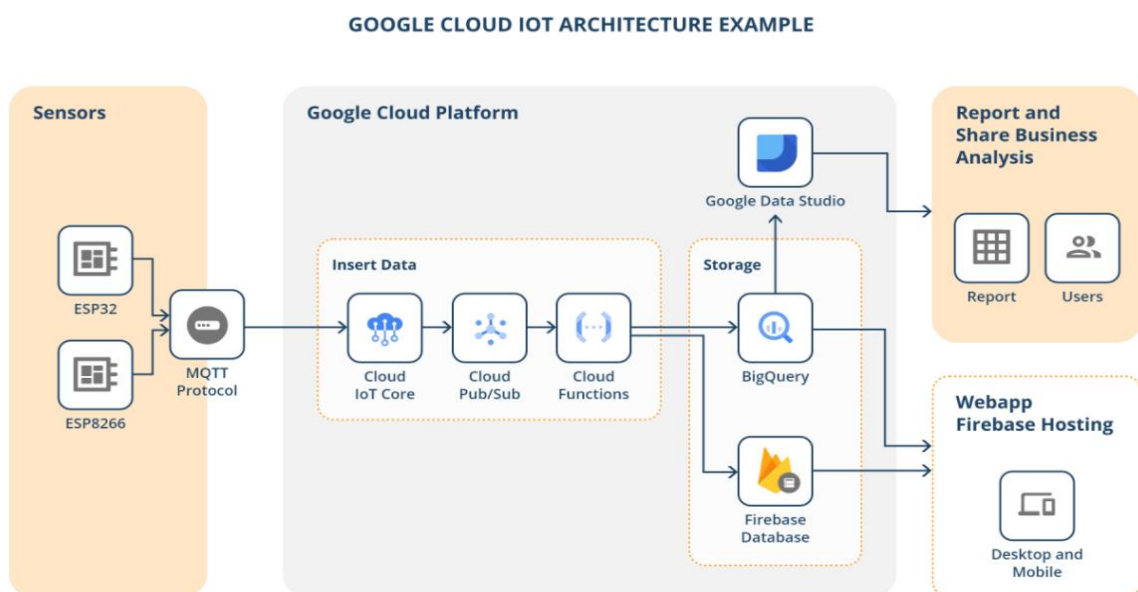 GOOGLE CLOUD IOT ARCHITECTURE EXAMPLE
Sensors
ESP32
ESP8266
MQTT
Protocol
Google Cloud Platform
Insert Data
Cloud
IoT Core
Cloud
Pub/Sub
Cloud
Functions
Google Data Studio
Storage
BigQuery
Firebase
Database
Report and
Share Business
Analysis
Report
Users
Webapp
Firebase Hosting
Desktop and
Mobile